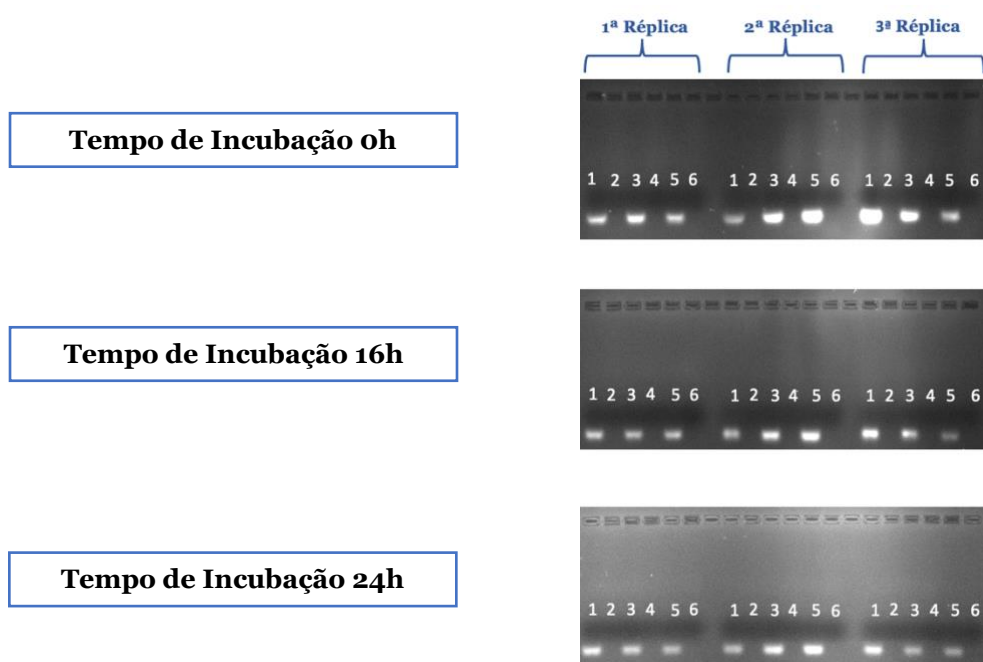 1ª Réplica 2ª Réplica 3ª Réplica
Tempo de Incubação 0h
1 2 3 4 5 6 1 2 3 4 5 6 1 2 3 4 5 6
Tempo de Incubação 16h
1 2 3 4 5 6 1 2 3 4 5 6 1 2 3 4 5 6
Tempo de Incubação 24h
1 2 3 4 5 6 1 2 3 4 5 6 1 2 3 4 5 6